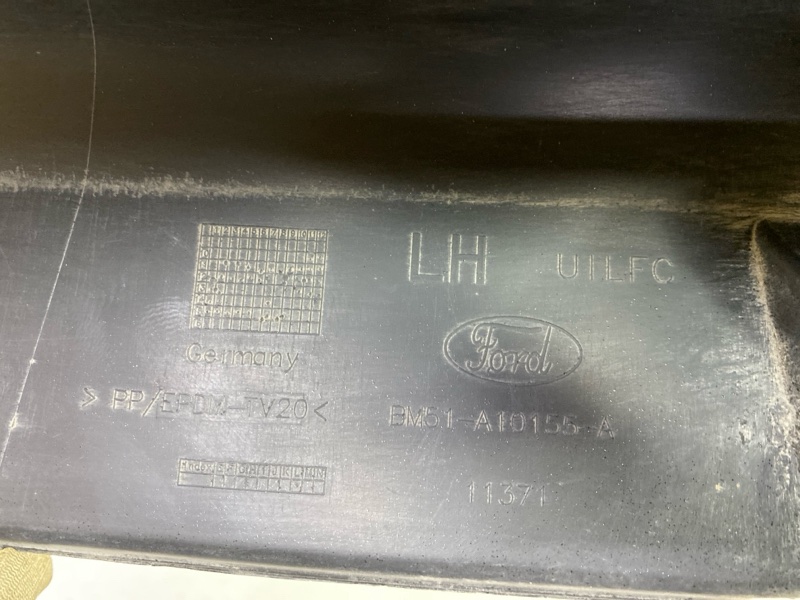 LH
U1LFC
Germany
Ford
>PP/EPDM-TV20<
BM51-A10155-A
11371